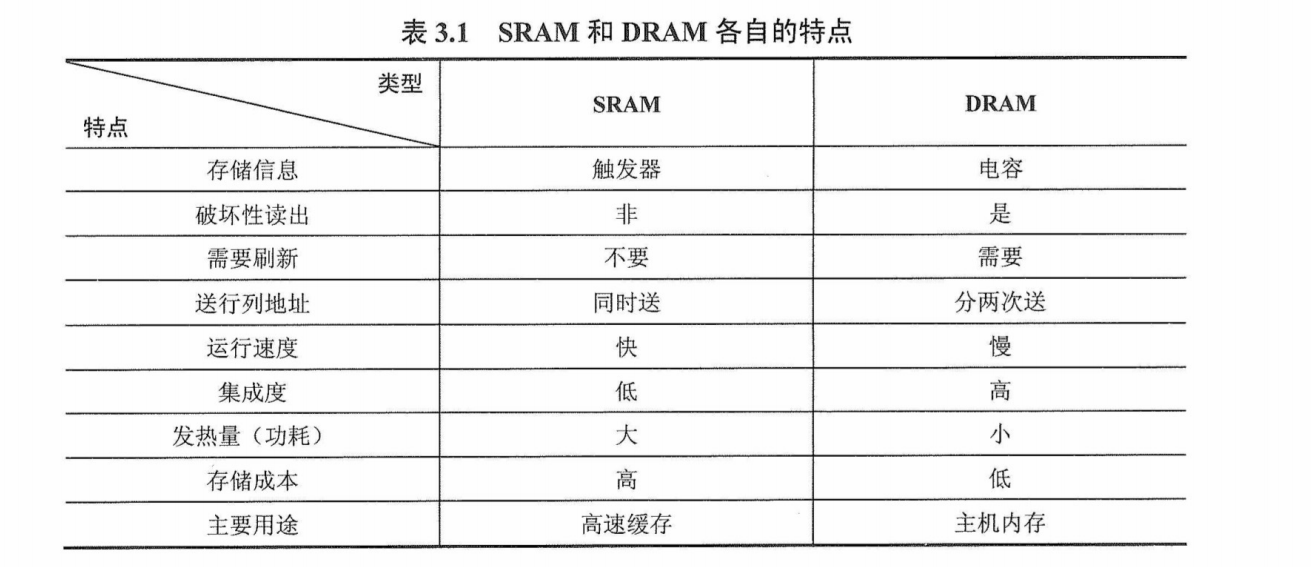 表 3.1 SRAM 和 DRAM 各自的特点
类型
特点
SRAM DRAM
存储信息 触发器 电容
破坏性读出 非 是
需要刷新 不要 需要
送行列地址 同时送 分两次送
运行速度 快 慢
集成度 低 高
发热量（功耗） 大 小
存储成本 高 低
主要用途 高速缓存 主机内存